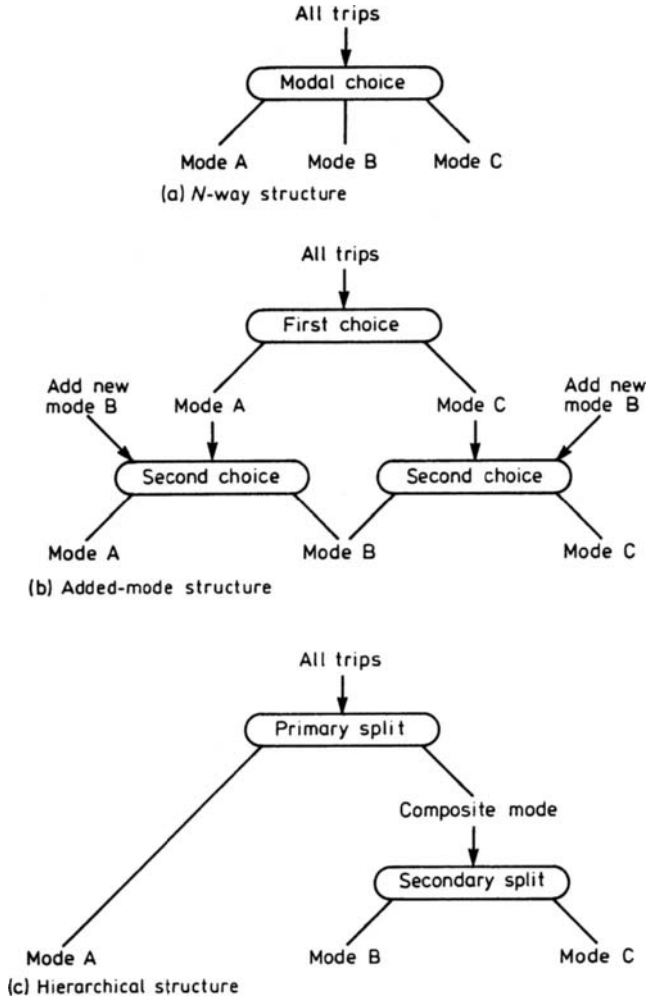 All trips
Modal choice
Mode A Mode B Mode C
(a) N-way structure
All trips
First choice
Add new
mode B
Mode A
Mode C
Add new
mode B
Second choice
Second choice
Mode A
Mode B
Mode C
(b) Added-mode structure
All trips
Primary split
Composite mode
Secondary split
Mode A
Mode B
Mode C
(c) Hierarchical structure